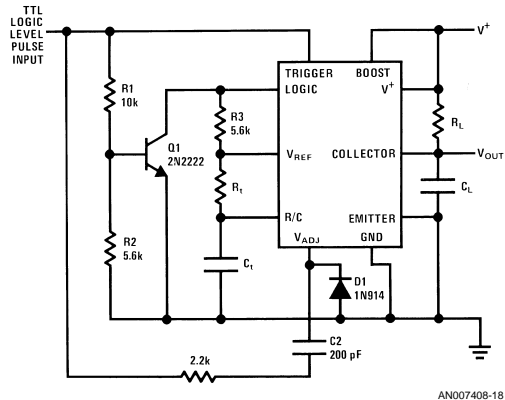 TTL
LOGIC
LEVEL
PULSE
INPUT
V+
TRIGGER BOOST
LOGIC V+
R1
10k
R3
5.6k
RL
Q1
2N2222
VREF COLLECTOR VOUT
Rt
CL
R/C EMITTER
VADJ GND
R2
5.6k
Ct
D1
1N914
C2
200 pF
2.2k
AN007408-18